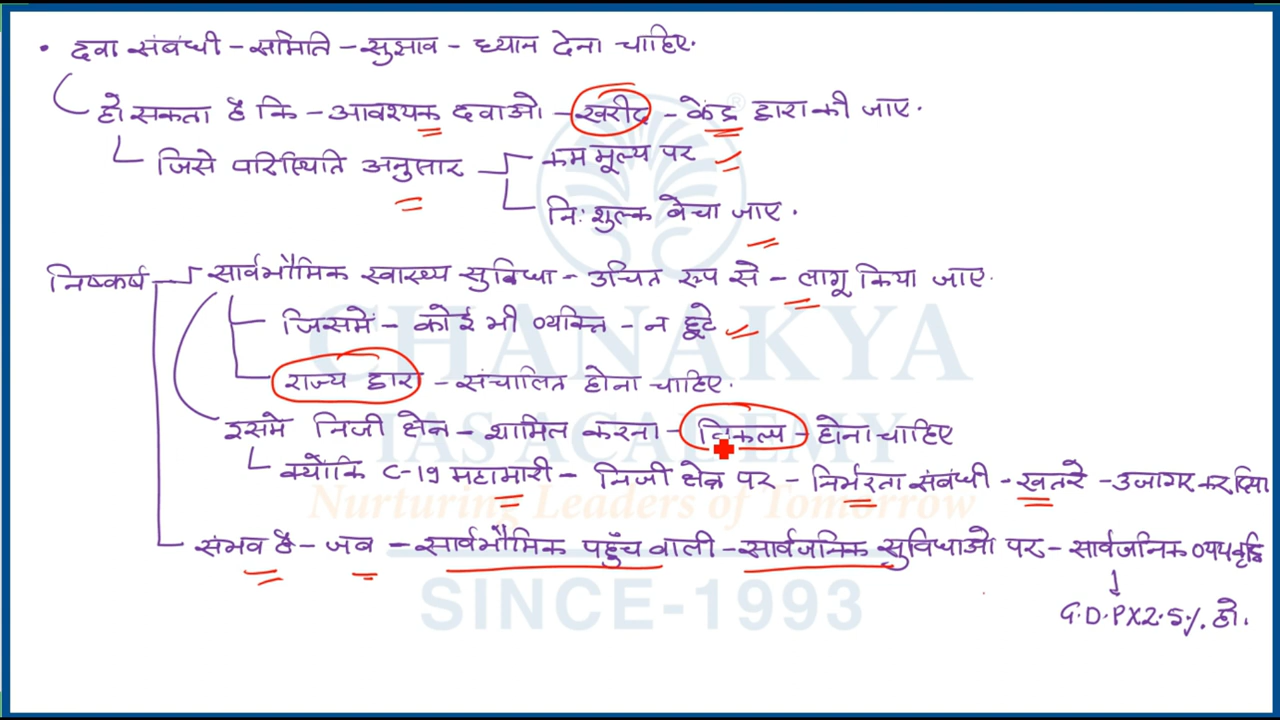 • दवा संबंधी - समिति - सुझाव - ध्यान देना चाहिए.
हो सकता है कि - आवश्यक दवाओ - खरीद - केंद्र द्वारा की जाए.
जिसे परिस्थिति अनुसार
कम मूल्य पर
निः शुल्क बेचा जाए.
निष्कर्ष
सार्वभौमिक स्वास्थ्य सुविधा - उचित रूप से - लागू किया जाए.
जिसमें - कोई भी व्यक्ति - न छूटे
राज्य द्वारा - संचालित होना चाहिए.
इसमे निजी क्षेत्र - शामिल करना - विकल्प - होना चाहिए
क्योंकि C-19 महामारी - निजी क्षेत्र पर - निर्भरता संबंधी - खतरे - उजागर कर दिया
संभव है - जब - सार्वभौमिक पहुँच वाली - सार्वजनिक सुविधाओ पर - सार्वजनिक व्यय वृद्धि
G.D.P X 2.5% हो.
CHANAKYA
IAS ACADEMY
Nurturing Leaders of Tomorrow
SINCE-1993